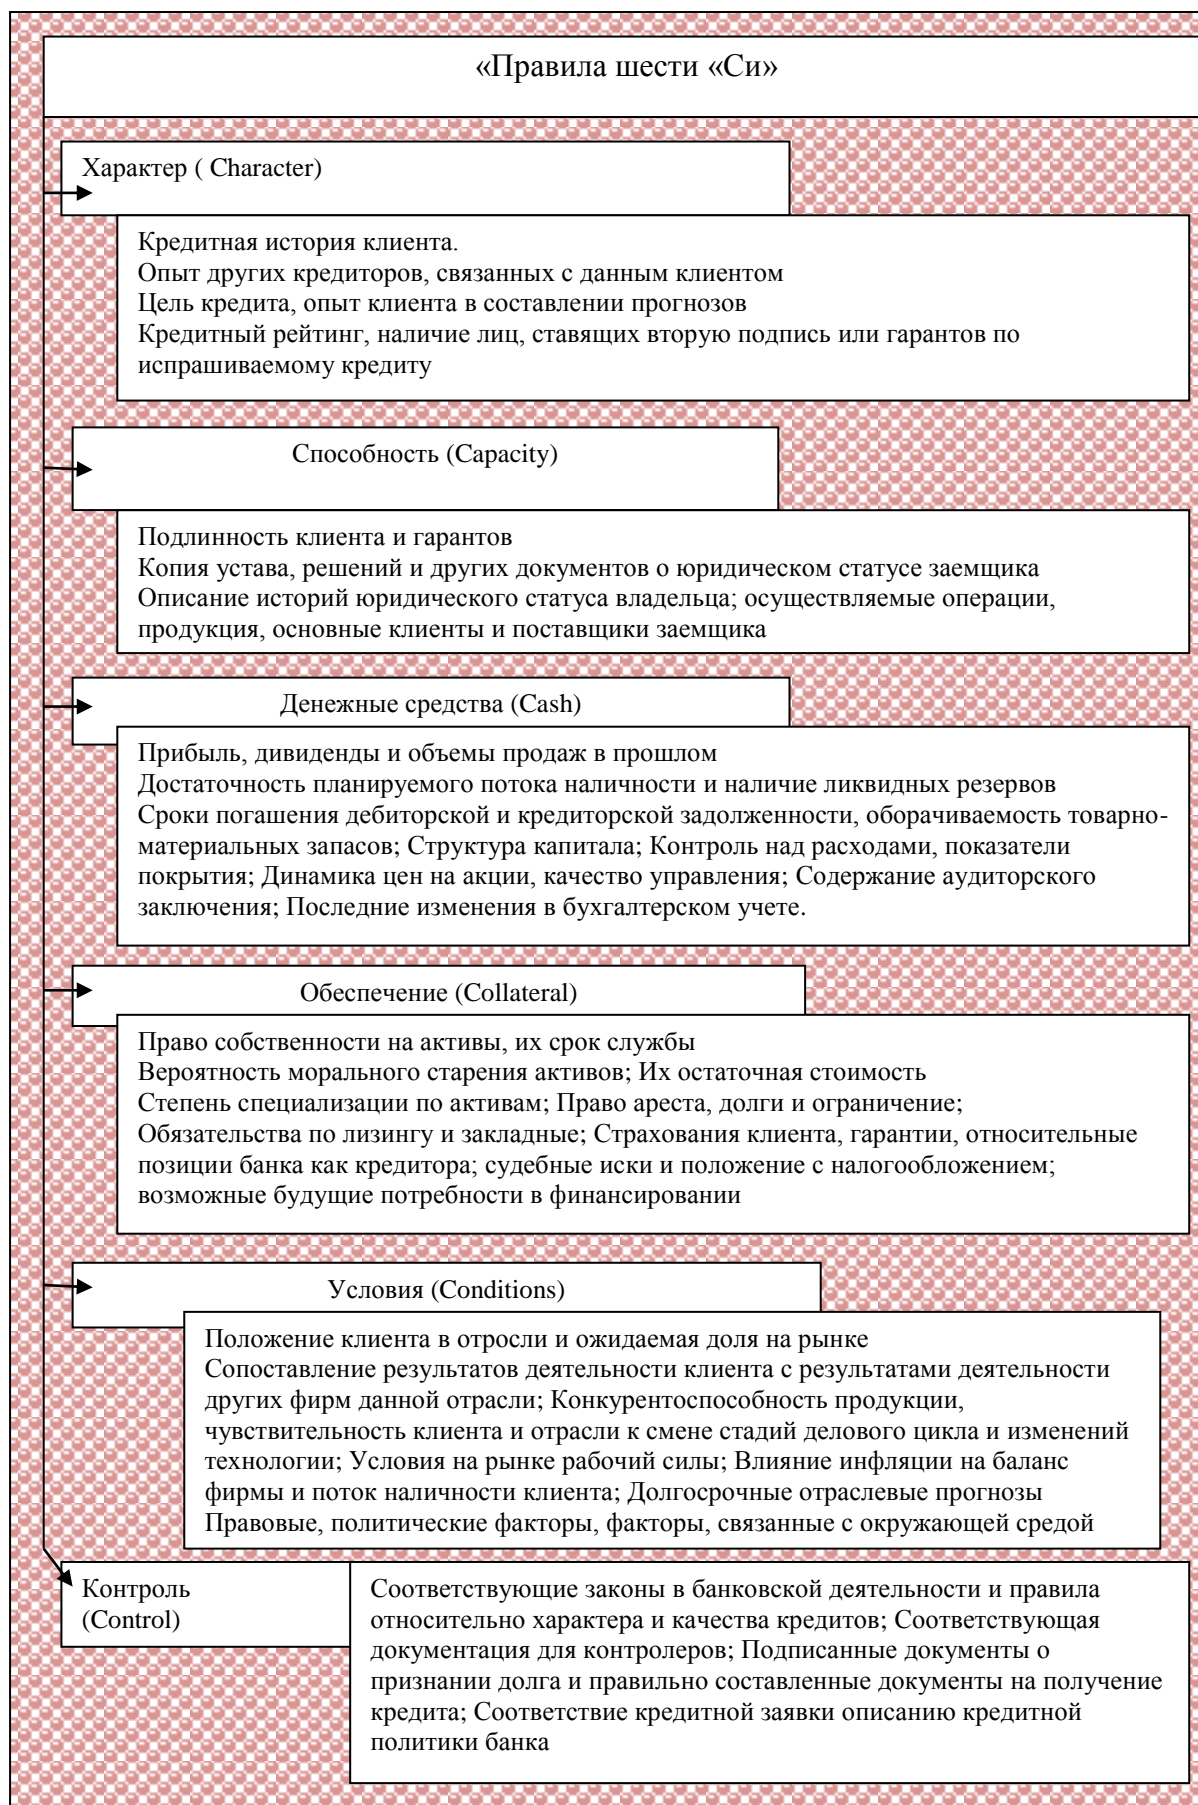 «Правила шести «Си»
Характер ( Character)
Кредитная история клиента.
Опыт других кредиторов, связанных с данным клиентом
Цель кредита, опыт клиента в составлении прогнозов
Кредитный рейтинг, наличие лиц, ставящих вторую подпись или гарантов по
испрашиваемому кредиту
Способность (Capacity)
Подлинность клиента и гарантов
Копия устава, решений и других документов о юридическом статусе заемщика
Описание историй юридического статуса владельца; осуществляемые операции,
продукция, основные клиенты и поставщики заемщика
Денежные средства (Cash)
Прибыль, дивиденды и объемы продаж в прошлом
Достаточность планируемого потока наличности и наличие ликвидных резервов
Сроки погашения дебиторской и кредиторской задолженности, оборачиваемость товарно-
материальных запасов; Структура капитала; Контроль над расходами, показатели
покрытия; Динамика цен на акции, качество управления; Содержание аудиторского
заключения; Последние изменения в бухгалтерском учете.
Обеспечение (Collateral)
Право собственности на активы, их срок службы
Вероятность морального старения активов; Их остаточная стоимость
Степень специализации по активам; Право ареста, долги и ограничение;
Обязательства по лизингу и закладные; Страхования клиента, гарантии, относительные
позиции банка как кредитора; судебные иски и положение с налогообложением;
возможные будущие потребности в финансировании
Условия (Conditions)
Положение клиента в отросли и ожидаемая доля на рынке
Сопоставление результатов деятельности клиента с результатами деятельности
других фирм данной отрасли; Конкурентоспособность продукции,
чувствительность клиента и отрасли к смене стадий делового цикла и изменений
технологии; Условия на рынке рабочий силы; Влияние инфляции на баланс
фирмы и поток наличности клиента; Долгосрочные отраслевые прогнозы
Правовые, политические факторы, факторы, связанные с окружающей средой
Контроль
(Control)
Соответствующие законы в банковской деятельности и правила
относительно характера и качества кредитов; Соответствующая
документация для контролеров; Подписанные документы о
признании долга и правильно составленные документы на получение
кредита; Соответствие кредитной заявки описанию кредитной
политики банка